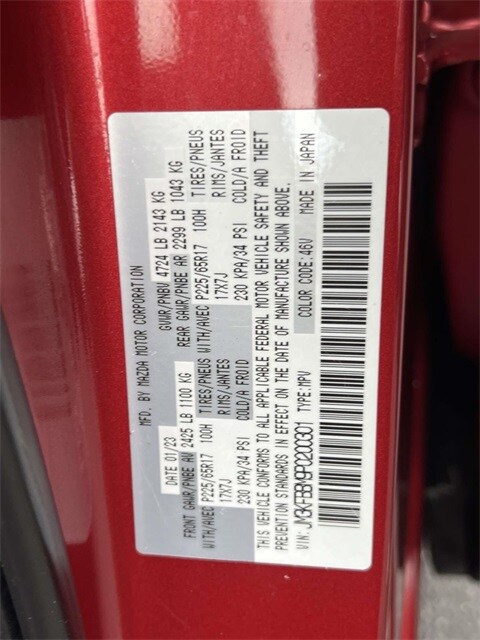 MFD. BY MAZDA MOTOR CORPORATION
DATE 01/23 GVWR/PNBV 4724 LB 2143 KG
FRONT GAWR/PNBE AV 2425 LB 1100 KG REAR GAWR/PNBE AR 2299 LB 1043 KG
WITH/AVEC P225/65R17 100H TIRES/PNEUS WITH/AVEC P225/65R17 100H TIRES/PNEUS
17X7J RIMS/JANTES 17X7J RIMS/JANTES
230 KPA/34 PSI COLD/A FROID 230 KPA/34 PSI COLD/A FROID
THIS VEHICLE CONFORMS TO ALL APPLICABLE FEDERAL MOTOR VEHICLE SAFETY AND THEFT
PREVENTION STANDARDS IN EFFECT ON THE DATE OF MANUFACTURE SHOWN ABOVE.
VIN: JM3KFBBM9P0200301 TYPE:MPV COLOR CODE:46V MADE IN JAPAN